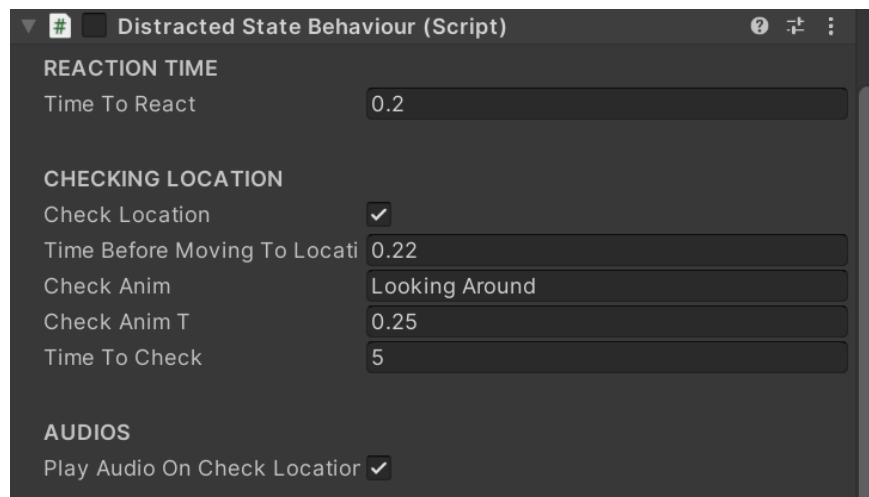 # Distracted State Behaviour (Script)
REACTION TIME
Time To React 0.2
CHECKING LOCATION
Check Location
Time Before Moving To Locati 0.22
Check Anim Looking Around
Check Anim T 0.25
Time To Check 5
AUDIOS
Play Audio On Check Location